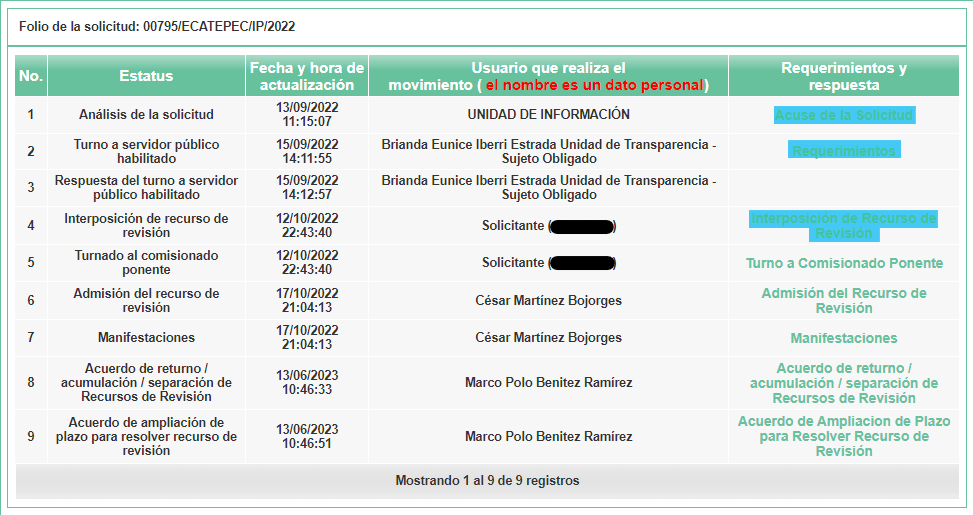 Folio de la solicitud: 00795/ECATEPEC/IP/2022
No. Estatus Fecha y hora de actualización Usuario que realiza el movimiento ( el nombre es un dato personal) Requerimientos y respuesta
1 Análisis de la solicitud 13/09/2022 11:15:07 UNIDAD DE INFORMACIÓN Acuse de la Solicitud
2 Turno a servidor público habilitado 15/09/2022 14:11:55 Brianda Eunice Iberri Estrada Unidad de Transparencia - Sujeto Obligado Requerimientos
3 Respuesta del turno a servidor público habilitado 15/09/2022 14:12:57 Brianda Eunice Iberri Estrada Unidad de Transparencia - Sujeto Obligado
4 Interposición de recurso de revisión 12/10/2022 22:43:40 Solicitante ( ) Interposición de Recurso de Revisión
5 Turnado al comisionado ponente 12/10/2022 22:43:40 Solicitante ( ) Turno a Comisionado Ponente
6 Admisión del recurso de revisión 17/10/2022 21:04:13 César Martínez Bojorges Admisión del Recurso de Revisión
7 Manifestaciones 17/10/2022 21:04:13 César Martínez Bojorges Manifestaciones
8 Acuerdo de returno / acumulación / separación de Recursos de Revisión 13/06/2023 10:46:33 Marco Polo Benitez Ramírez Acuerdo de returno / acumulación / separación de Recursos de Revisión
9 Acuerdo de ampliación de plazo para resolver recurso de revisión 13/06/2023 10:46:51 Marco Polo Benitez Ramírez Acuerdo de Ampliacion de Plazo para Resolver Recurso de Revisión
Mostrando 1 al 9 de 9 registros